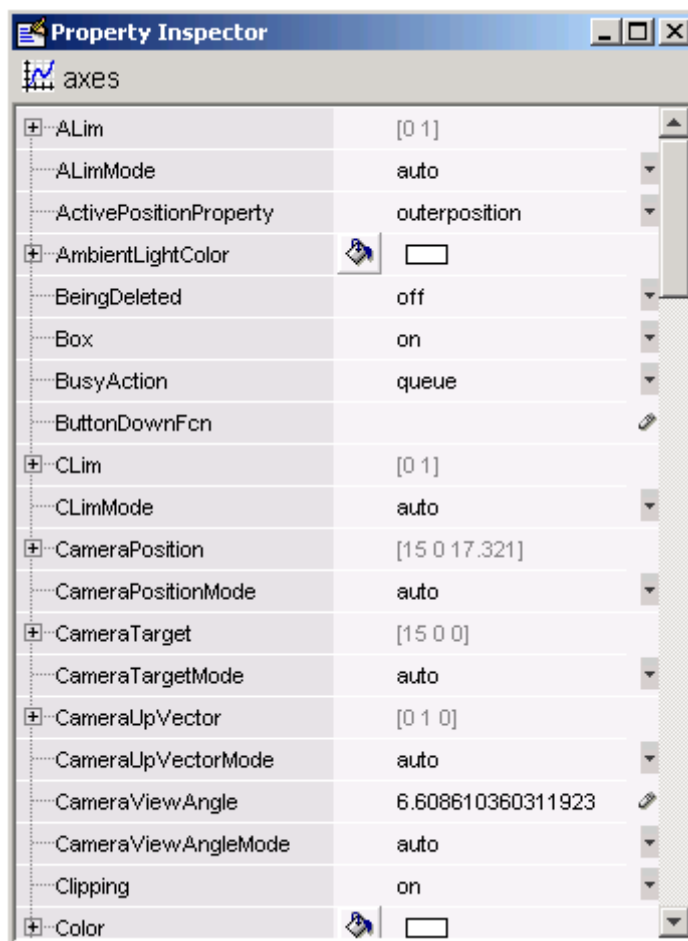 Property Inspector
axes
ALim [0 1]
ALimMode auto
ActivePositionProperty outerposition
AmbientLightColor
BeingDeleted off
Box on
BusyAction queue
ButtonDownFcn
CLim [0 1]
CLimMode auto
CameraPosition [15 0 17.321]
CameraPositionMode auto
CameraTarget [15 0 0]
CameraTargetMode auto
CameraUpVector [0 1 0]
CameraUpVectorMode auto
CameraViewAngle 6.608610360311923
CameraViewAngleMode auto
Clipping on
Color